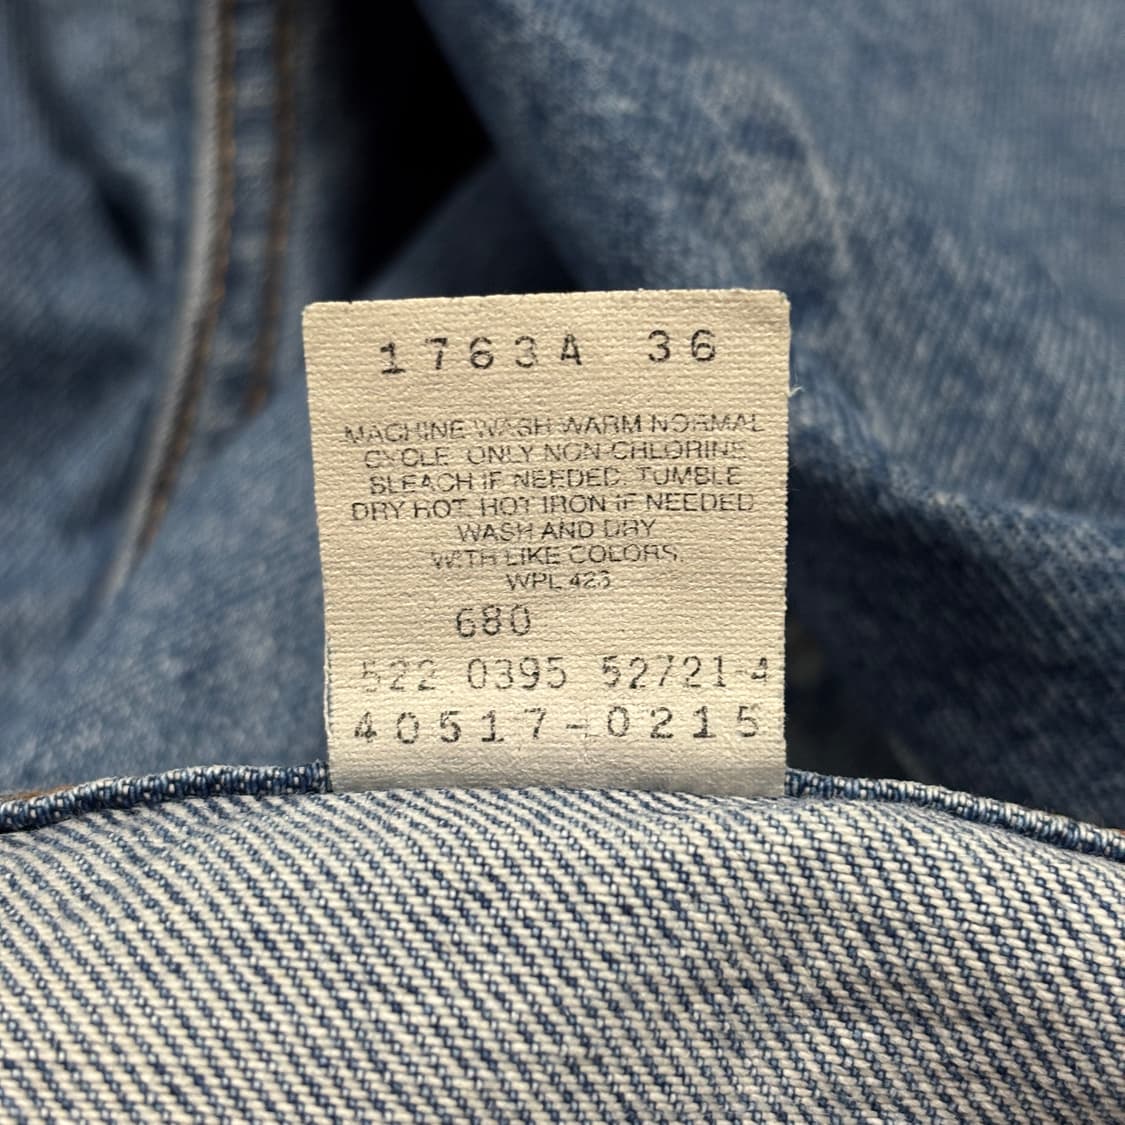 1763A 36
MACHINE WASH WARM NORMAL
CYCLE ONLY NON-CHLORINE
BLEACH IF NEEDED. TUMBLE
DRY HOT. HOT IRON IF NEEDED
WASH AND DRY
WITH LIKE COLORS.
WPL 423
680
522 0395 52721-4
40517-0215